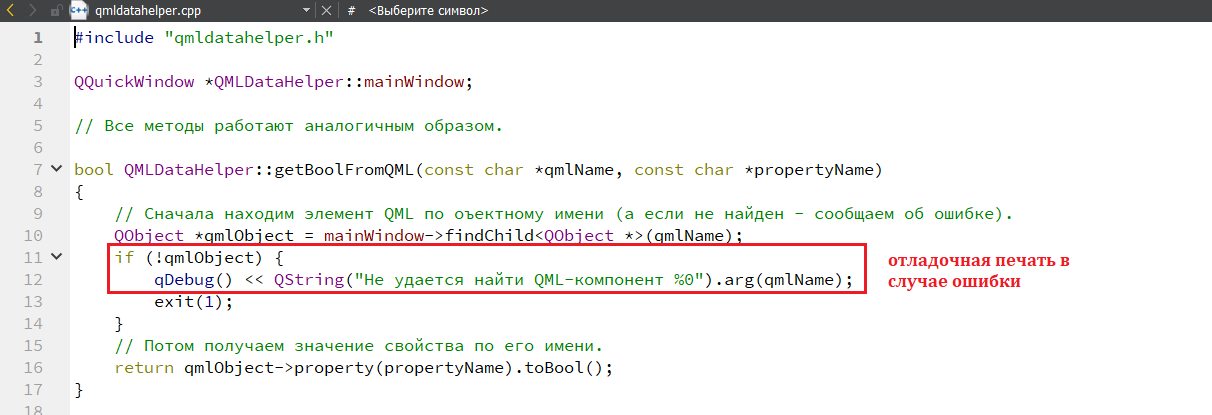 qmldatahelper.cpp # <Выберите символ>
1 #include "qmldatahelper.h"
2
3 QQuickWindow *QMLDataHelper::mainWindow;
4
5 // Все методы работают аналогичным образом.
6
7 bool QMLDataHelper::getBoolFromQML(const char *qmlName, const char *propertyName)
8 {
9 // Сначала находим элемент QML по оъектному имени (а если не найден - сообщаем об ошибке).
10 QObject *qmlObject = mainWindow->findChild<QObject *>(qmlName);
11 if (!qmlObject) {
12 qDebug() << QString("Не удается найти QML-компонент %0").arg(qmlName);
13 exit(1);
14 }
15 // Потом получаем значение свойства по его имени.
16 return qmlObject->property(propertyName).toBool();
17 }
18
отладочная печать в
случае ошибки